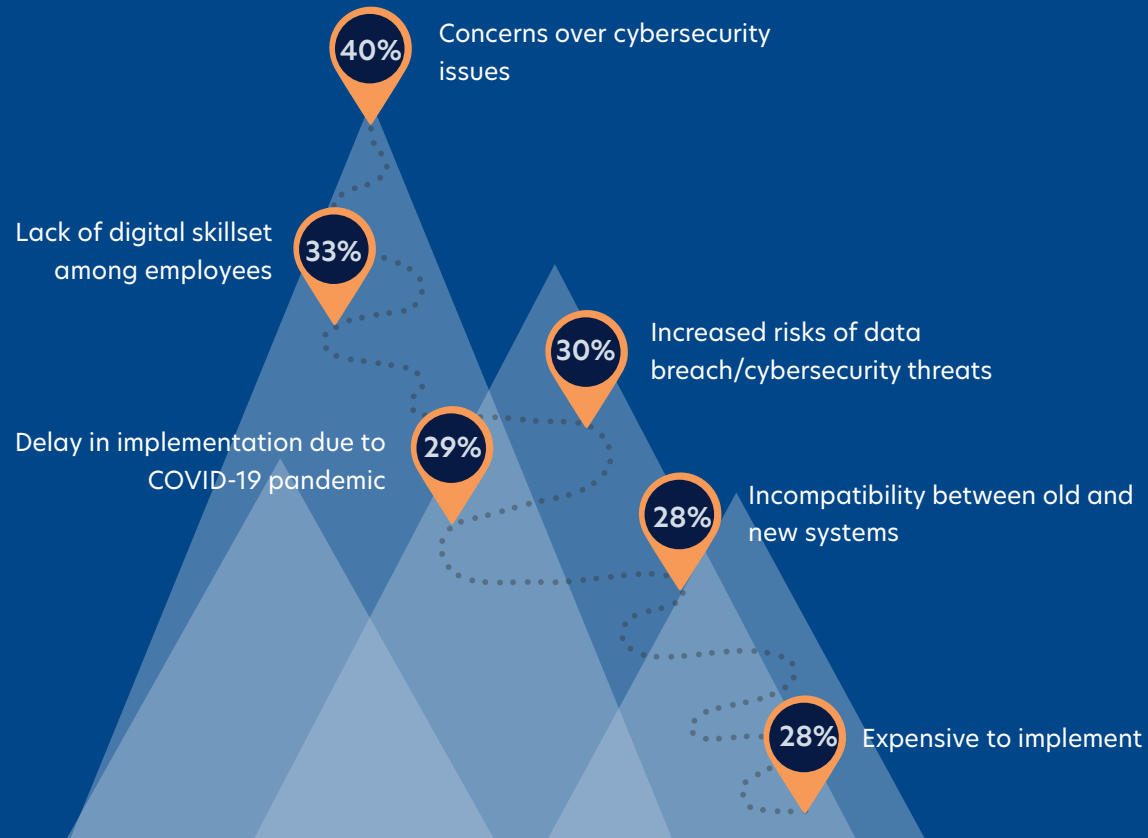 40%
Concerns over cybersecurity
issues
Lack of digital skillset
among employees
33%
30%
Increased risks of data
breach/cybersecurity threats
Delay in implementation due to
COVID-19 pandemic
29%
28%
Incompatibility between old and
new systems
28%
Expensive to implement